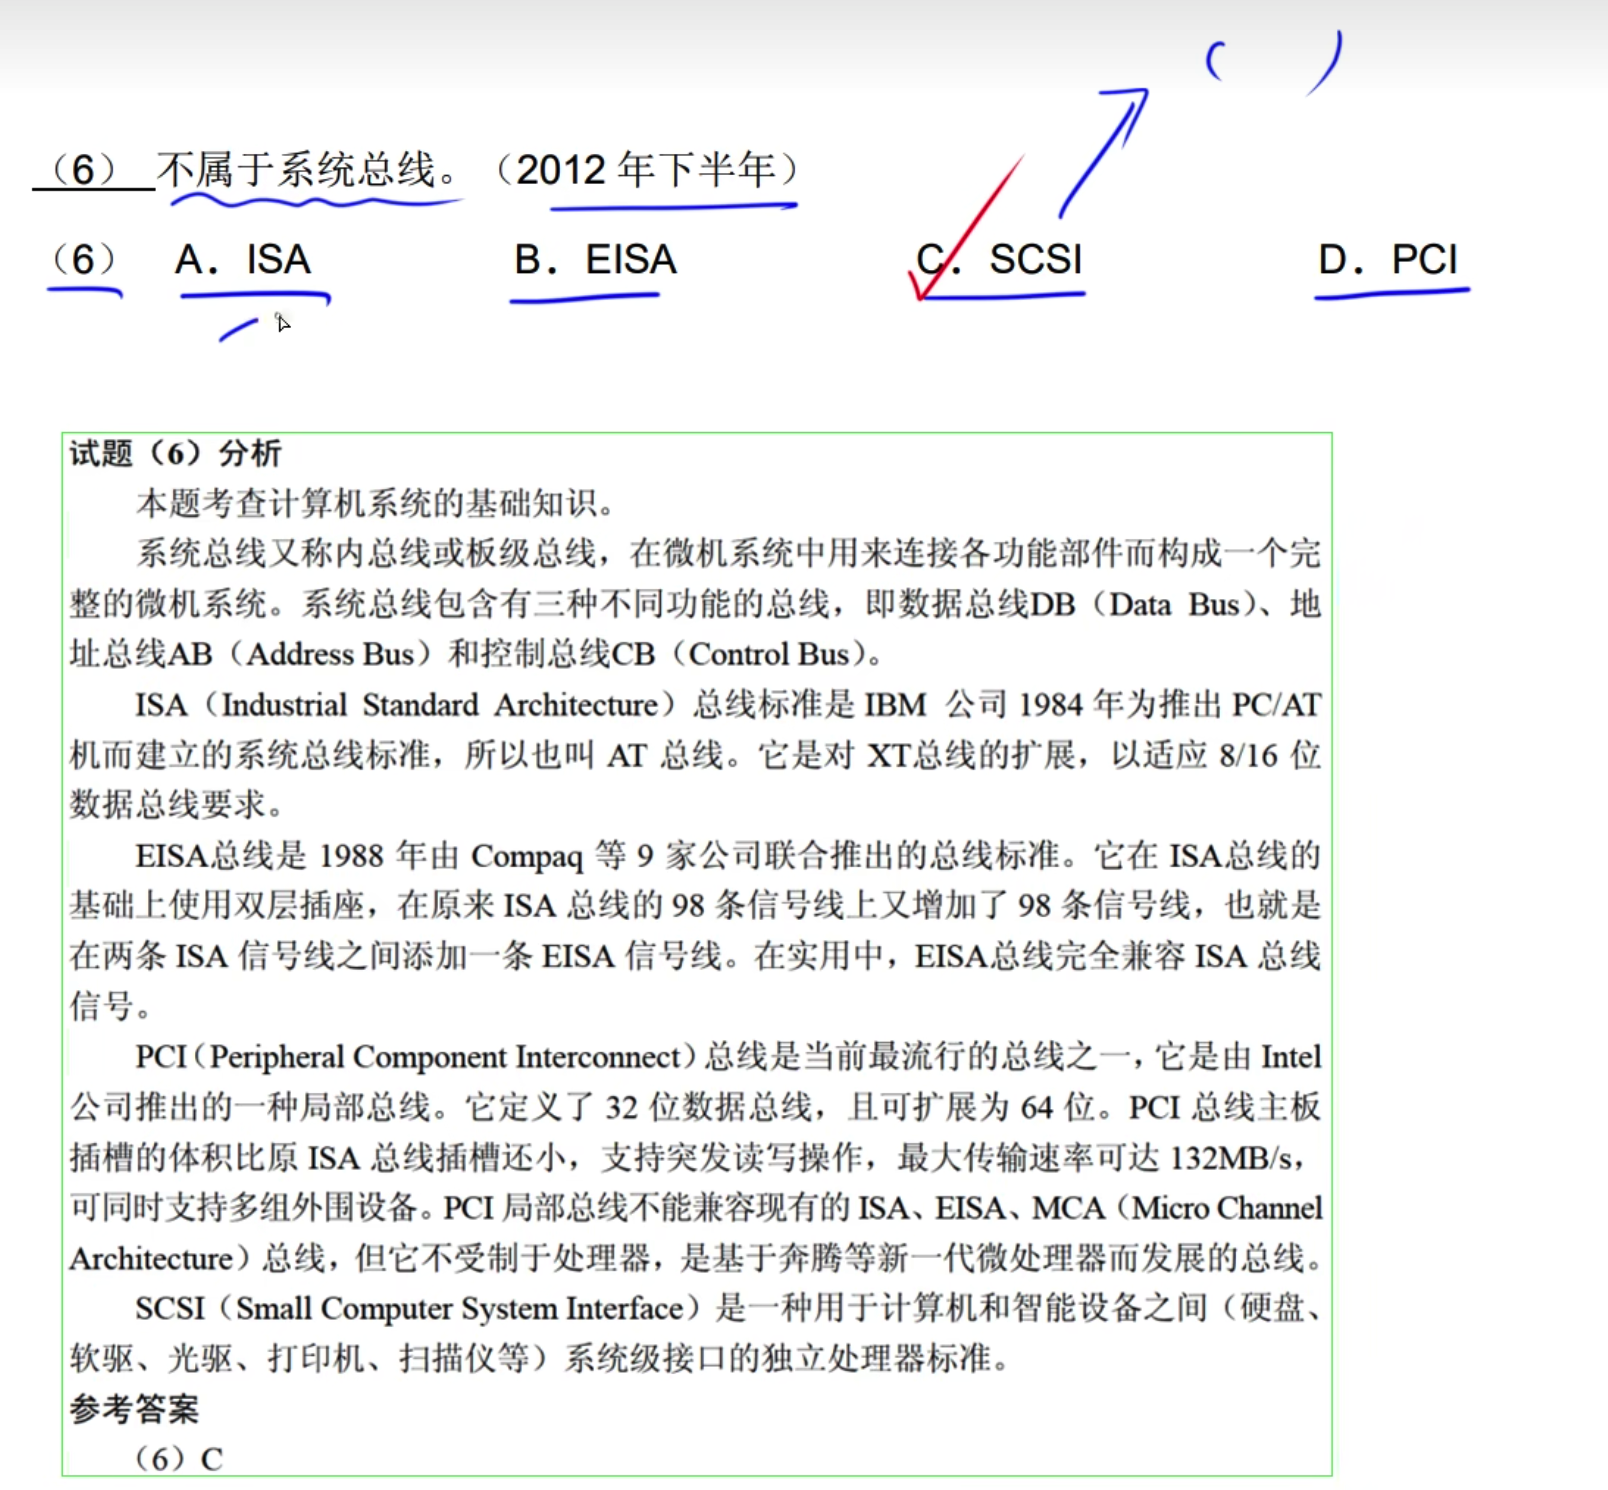 （6） 不属于系统总线。（2012 年下半年）
（6） A．ISA B．EISA C．SCSI D．PCI
（ ）
试题（6）分析
本题考查计算机系统的基础知识。
系统总线又称内总线或板级总线，在微机系统中用来连接各功能部件而构成一个完
整的微机系统。系统总线包含有三种不同功能的总线，即数据总线DB（Data Bus）、地
址总线AB（Address Bus）和控制总线CB（Control Bus）。
ISA（Industrial Standard Architecture）总线标准是 IBM 公司 1984 年为推出 PC/AT
机而建立的系统总线标准，所以也叫 AT 总线。它是对 XT总线的扩展，以适应 8/16 位
数据总线要求。
EISA总线是 1988 年由 Compaq 等 9 家公司联合推出的总线标准。它在 ISA总线的
基础上使用双层插座，在原来 ISA 总线的 98 条信号线上又增加了 98 条信号线，也就是
在两条 ISA 信号线之间添加一条 EISA 信号线。在实用中，EISA总线完全兼容 ISA 总线
信号。
PCI（Peripheral Component Interconnect）总线是当前最流行的总线之一，它是由 Intel
公司推出的一种局部总线。它定义了 32 位数据总线，且可扩展为 64 位。PCI 总线主板
插槽的体积比原 ISA 总线插槽还小，支持突发读写操作，最大传输速率可达 132MB/s，
可同时支持多组外围设备。PCI 局部总线不能兼容现有的 ISA、EISA、MCA（Micro Channel
Architecture）总线，但它不受制于处理器，是基于奔腾等新一代微处理器而发展的总线。
SCSI（Small Computer System Interface）是一种用于计算机和智能设备之间（硬盘、
软驱、光驱、打印机、扫描仪等）系统级接口的独立处理器标准。
参考答案
（6）C